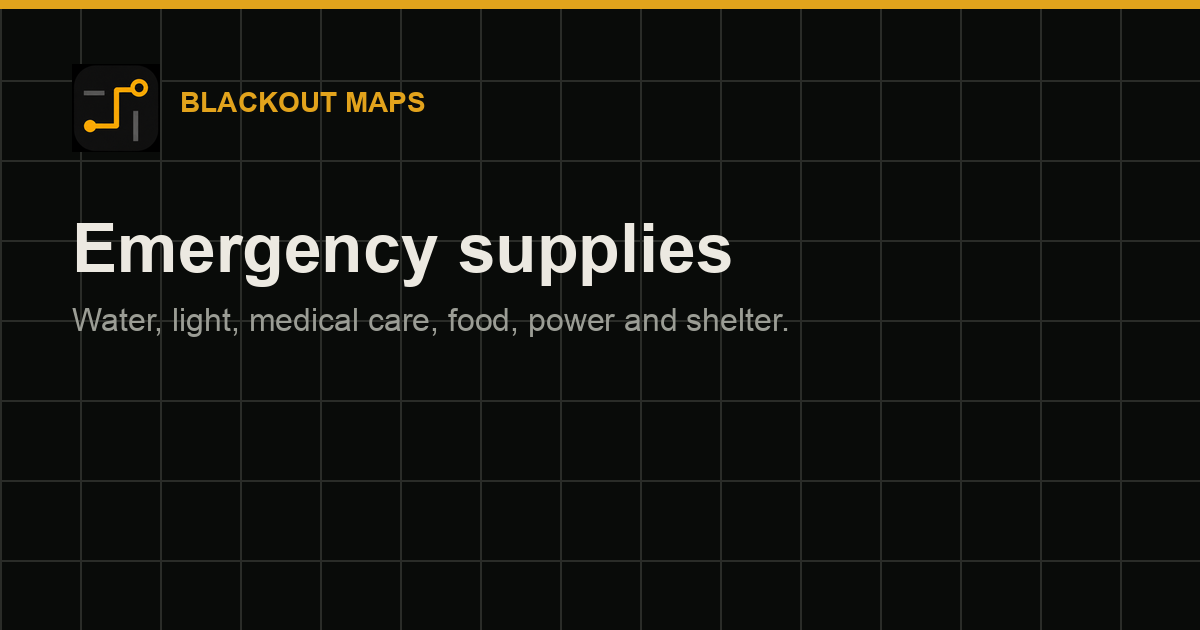 BLACKOUT MAPS
Emergency supplies
Water, light, medical care, food, power and shelter.